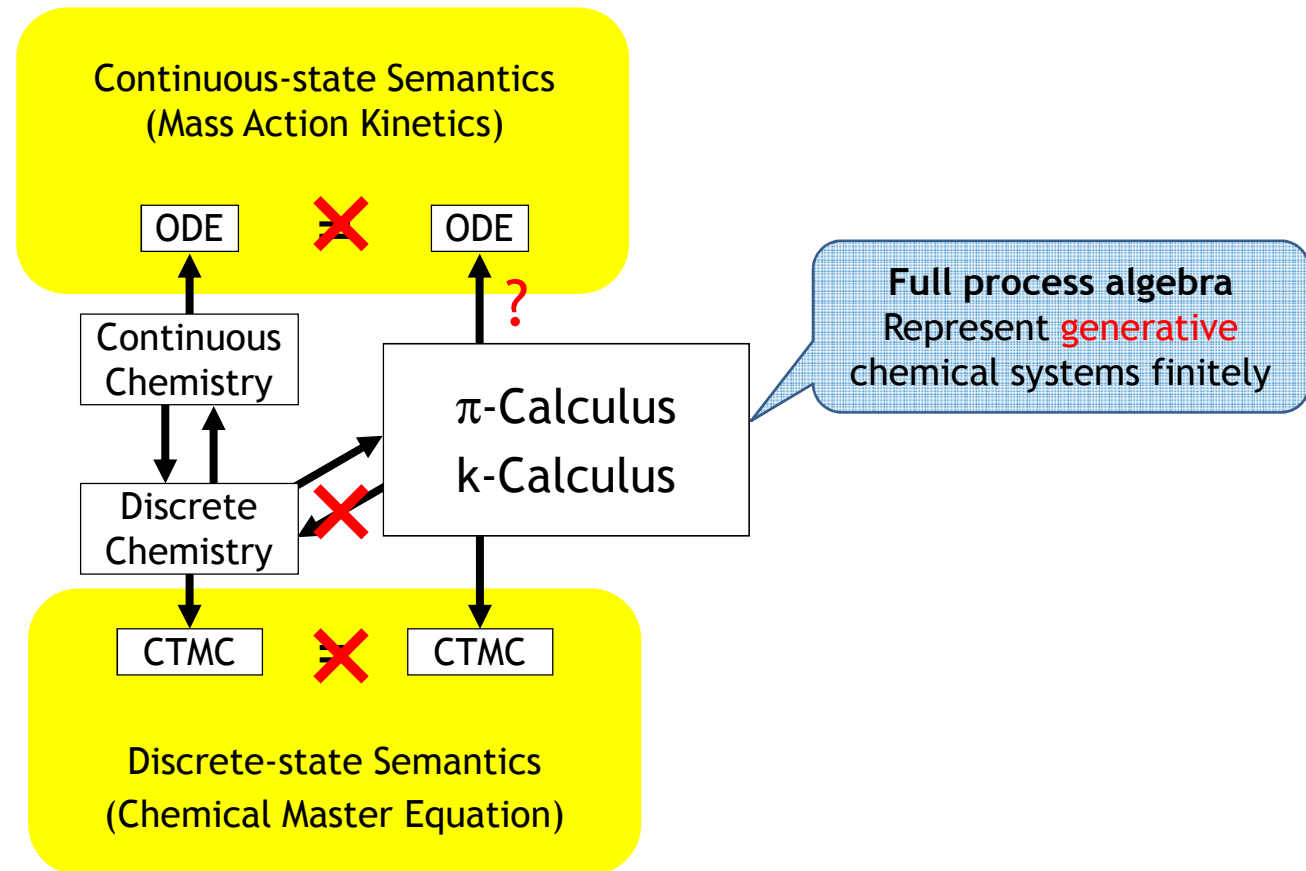 Continuous-state Semantics
(Mass Action Kinetics)
ODE
ODE
?
Continuous
Chemistry
π-Calculus
k-Calculus
Full process algebra
Represent generative
chemical systems finitely
Discrete
Chemistry
CTMC
CTMC
Discrete-state Semantics
(Chemical Master Equation)